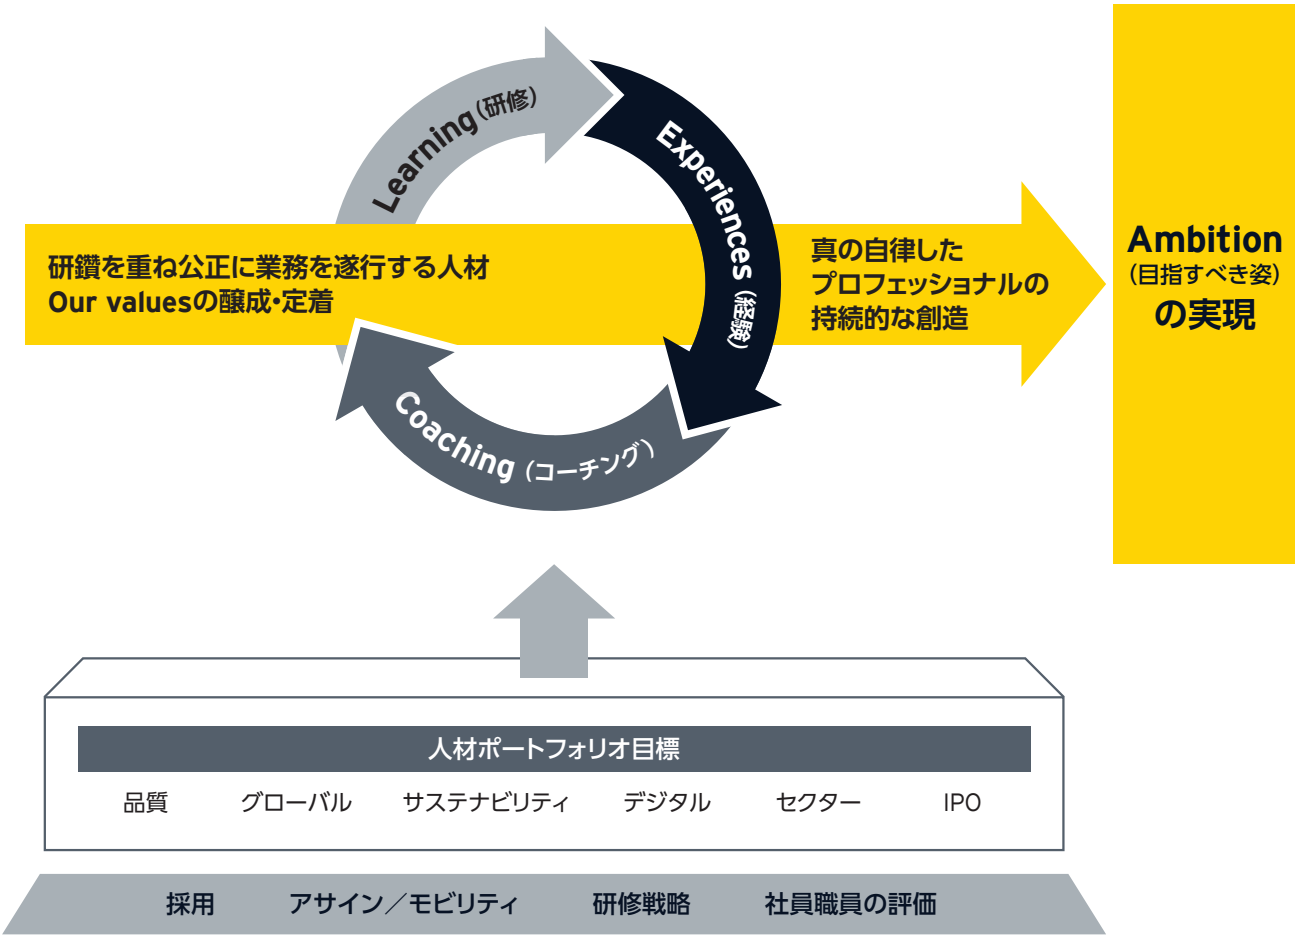 Learning（研修）
Experiences（経験）
Coaching（コーチング）
研鑽を重ね公正に業務を遂行する人材
Our valuesの醸成・定着
真の自律した
プロフェッショナルの
持続的な創造
Ambition
（目指すべき姿）
の実現
人材ポートフォリオ目標
品質 グローバル サステナビリティ デジタル セクター IPO
採用 アサイン／モビリティ 研修戦略 社員職員の評価